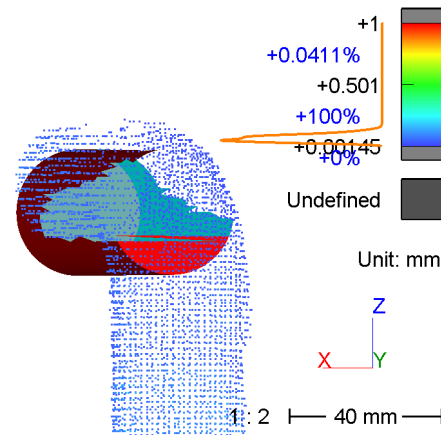 +1
+0.0411%
+0.501
+100%
+0.00145
+0%
Undefined
Unit: mm
Z
X Y
1 : 2 40 mm